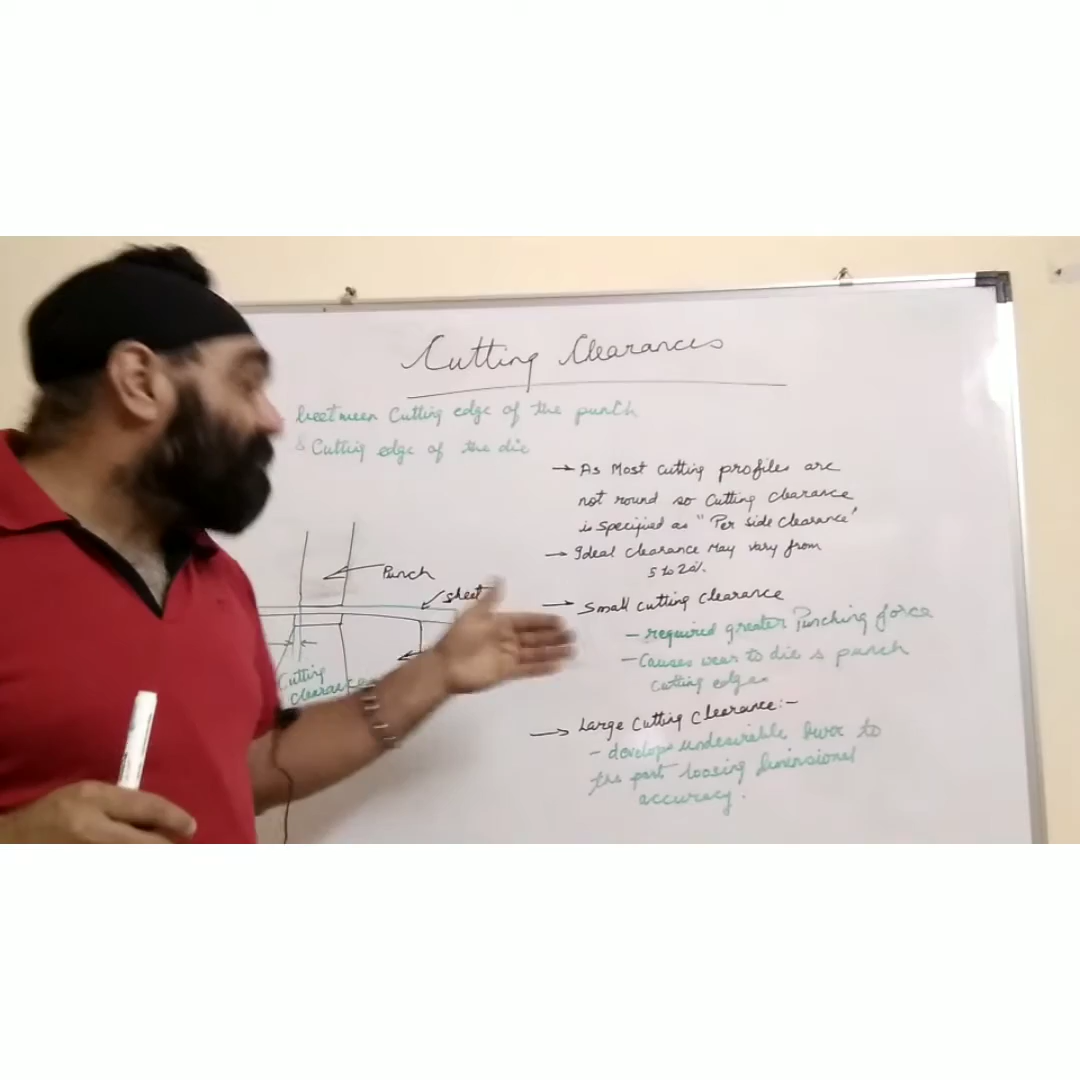 Cutting Clearances
beetween Cutting edge of the punch
& Cutting edge of the die
→ As Most cutting profiles are
not round so cutting clearance
is specified as "Per side clearance"
→ Ideal clearance May vary from
5 to 20%.
Punch
sheet
→ Small cutting clearance
- required greater Punching force
- Causes wear to die & punch
cutting edge
Cutting
clearance
→ Large Cutting Clearance:-
- develops undesirable burr to
the part loosing Dimensional
accuracy.